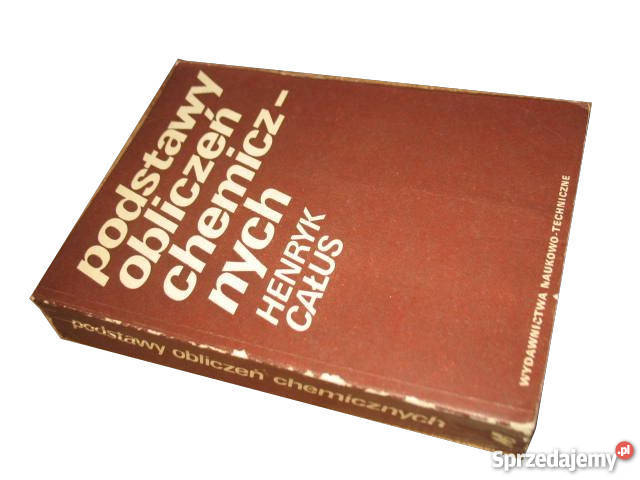 podstawy
obliczeń
chemicz-
nych
HENRYK
CAŁUS
WYDAWNICTWA NAUKOWO-TECHNICZNE
podstawy obliczeń chemicznych
Sprzedajemy.pl